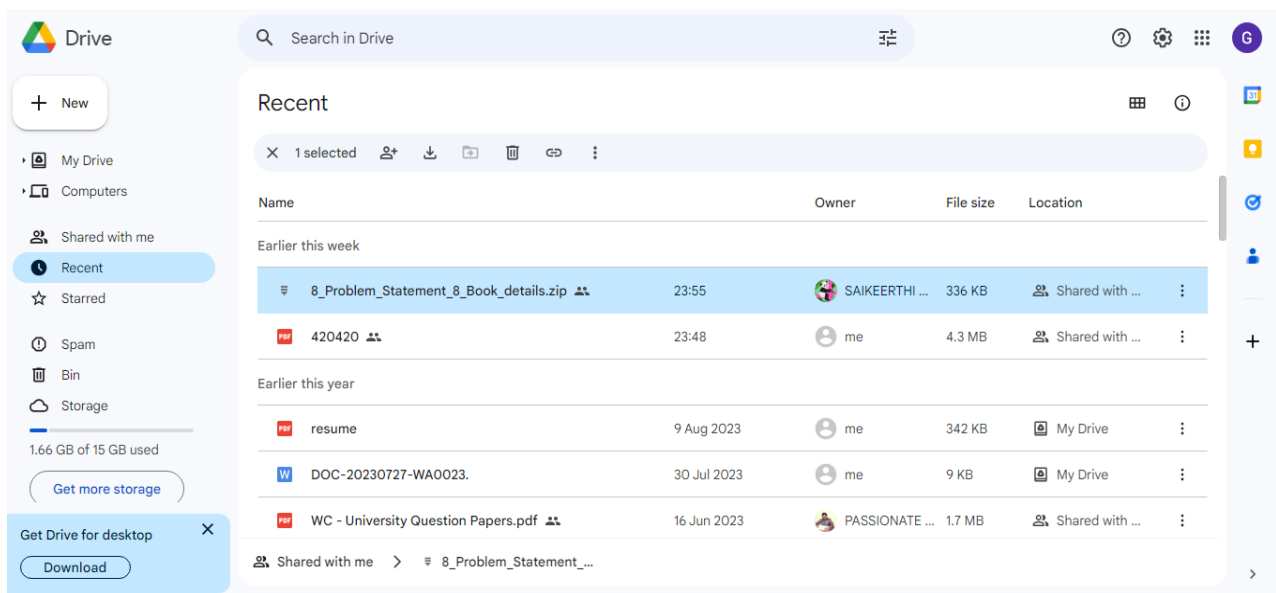 Drive
Search in Drive
G
New
My Drive
Computers
Shared with me
Recent
Starred
Spam
Bin
Storage
1.66 GB of 15 GB used
Get more storage
Get Drive for desktop
Download
Recent
1 selected
Name Owner File size Location
Earlier this week
8_Problem_Statement_8_Book_details.zip 23:55 SAIKEERTHI ... 336 KB Shared with ...
PDF 420420 23:48 me 4.3 MB Shared with ...
Earlier this year
PDF resume 9 Aug 2023 me 342 KB My Drive
W DOC-20230727-WA0023. 30 Jul 2023 me 9 KB My Drive
PDF WC - University Question Papers.pdf 16 Jun 2023 PASSIONATE ... 1.7 MB Shared with ...
Shared with me 8_Problem_Statement_...
31